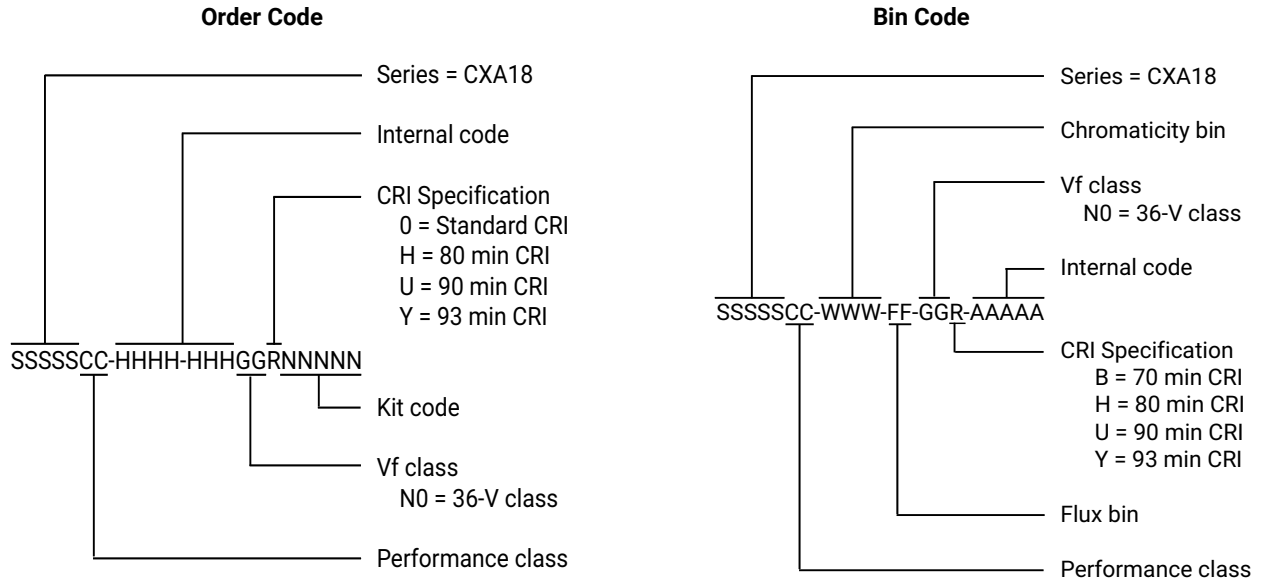 Order Code
Series = CXA18
Internal code
CRI Specification
0 = Standard CRI
H = 80 min CRI
U = 90 min CRI
Y = 93 min CRI
SSSSSCC-HHHH-HHHGGRNNNNN
Kit code
Vf class
N0 = 36-V class
Performance class
Bin Code
Series = CXA18
Chromaticity bin
Vf class
N0 = 36-V class
Internal code
SSSSSCC-WWW-FF-GGR-AAAAA
CRI Specification
B = 70 min CRI
H = 80 min CRI
U = 90 min CRI
Y = 93 min CRI
Flux bin
Performance class